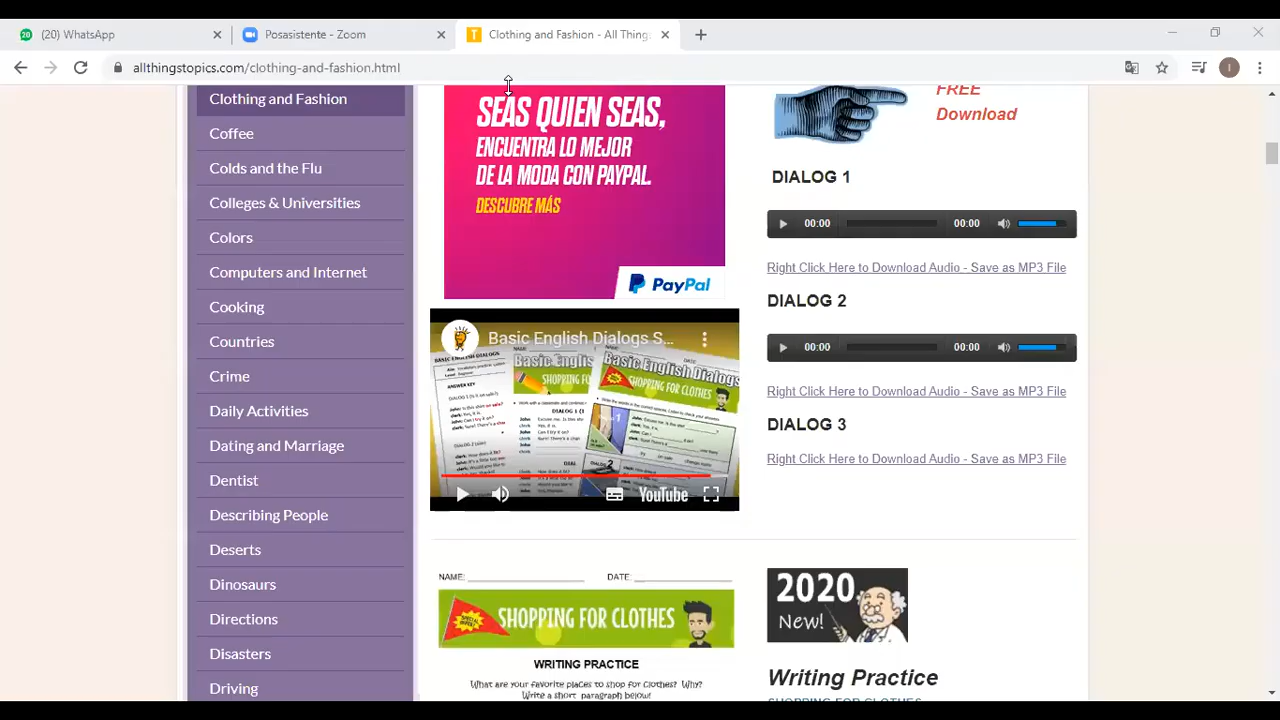 (20) WhatsApp
Posasistente - Zoom
Clothing and Fashion - All Thing
allthingstopics.com/clothing-and-fashion.html
Clothing and Fashion
Coffee
Colds and the Flu
Colleges & Universities
Colors
Computers and Internet
Cooking
Countries
Crime
Daily Activities
Dating and Marriage
Dentist
Describing People
Deserts
Dinosaurs
Directions
Disasters
Driving
SEAS QUIEN SEAS,
ENCUENTRA LO MEJOR
DE LA MODA CON PAYPAL.
DESCUBRE MÁS
PayPal
Basic English Dialogs S...
YouTube
NAME:
DATE:
SHOPPING FOR CLOTHES
WRITING PRACTICE
What are your favorite places to shop for clothes? Why?
Write a short paragraph below!
FREE
Download
DIALOG 1
00:00 00:00
Right Click Here to Download Audio - Save as MP3 File
DIALOG 2
00:00 00:00
Right Click Here to Download Audio - Save as MP3 File
DIALOG 3
Right Click Here to Download Audio - Save as MP3 File
2020
New!
Writing Practice
SHOPPING FOR CLOTHES